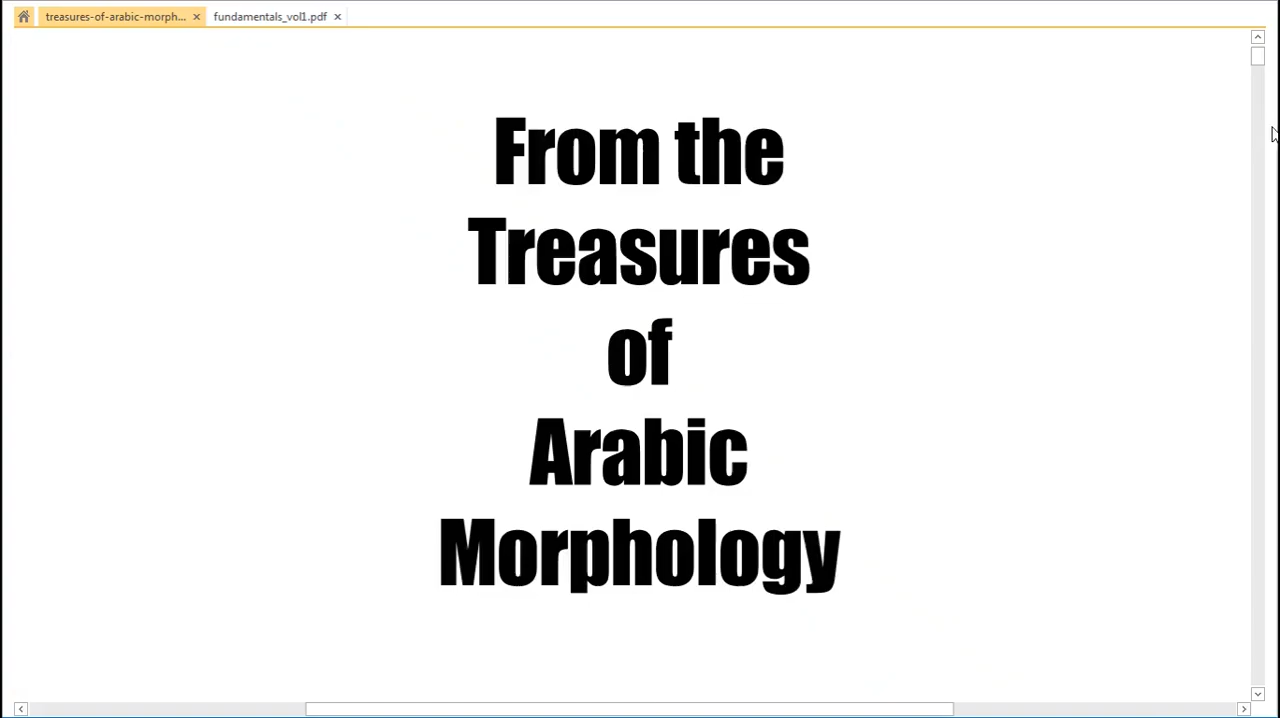 treasures-of-arabic-morph... fundamentals_vol1.pdf
From the
Treasures
of
Arabic
Morphology